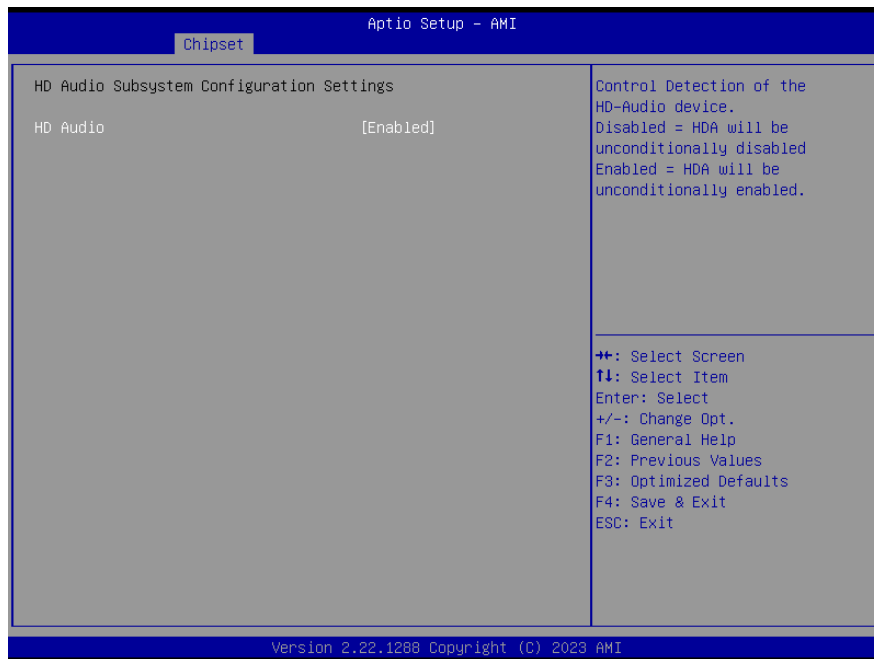 Aptio Setup – AMI
Chipset
HD Audio Subsystem Configuration Settings
HD Audio [Enabled]
Control Detection of the
HD-Audio device.
Disabled = HDA will be
unconditionally disabled
Enabled = HDA will be
unconditionally enabled.
→←: Select Screen
↑↓: Select Item
Enter: Select
+/-: Change Opt.
F1: General Help
F2: Previous Values
F3: Optimized Defaults
F4: Save & Exit
ESC: Exit
Version 2.22.1288 Copyright (C) 2023 AMI